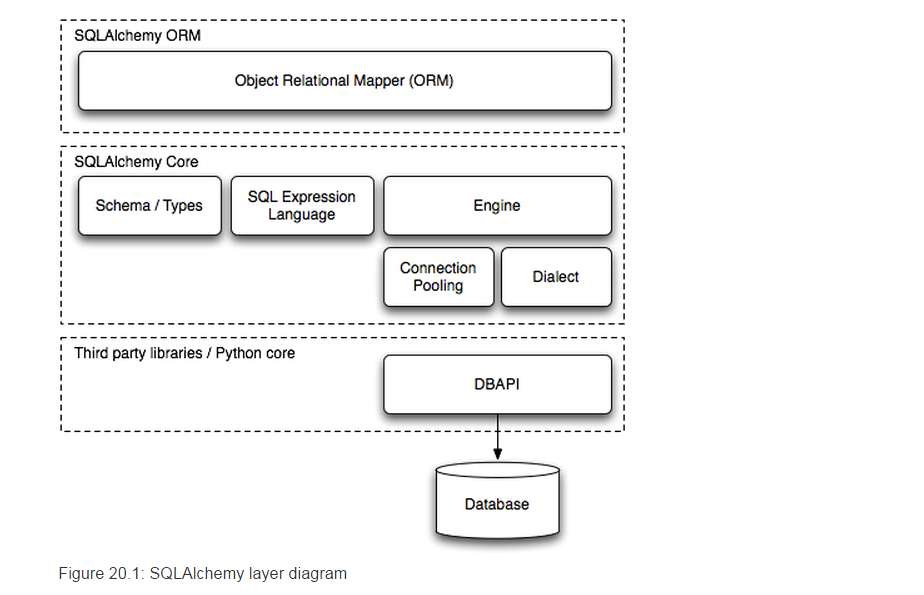 SQLAlchemy ORM
Object Relational Mapper (ORM)
SQLAlchemy Core
Schema / Types
SQL Expression
Language
Engine
Connection
Pooling
Dialect
Third party libraries / Python core
DBAPI
Database
Figure 20.1: SQLAlchemy layer diagram